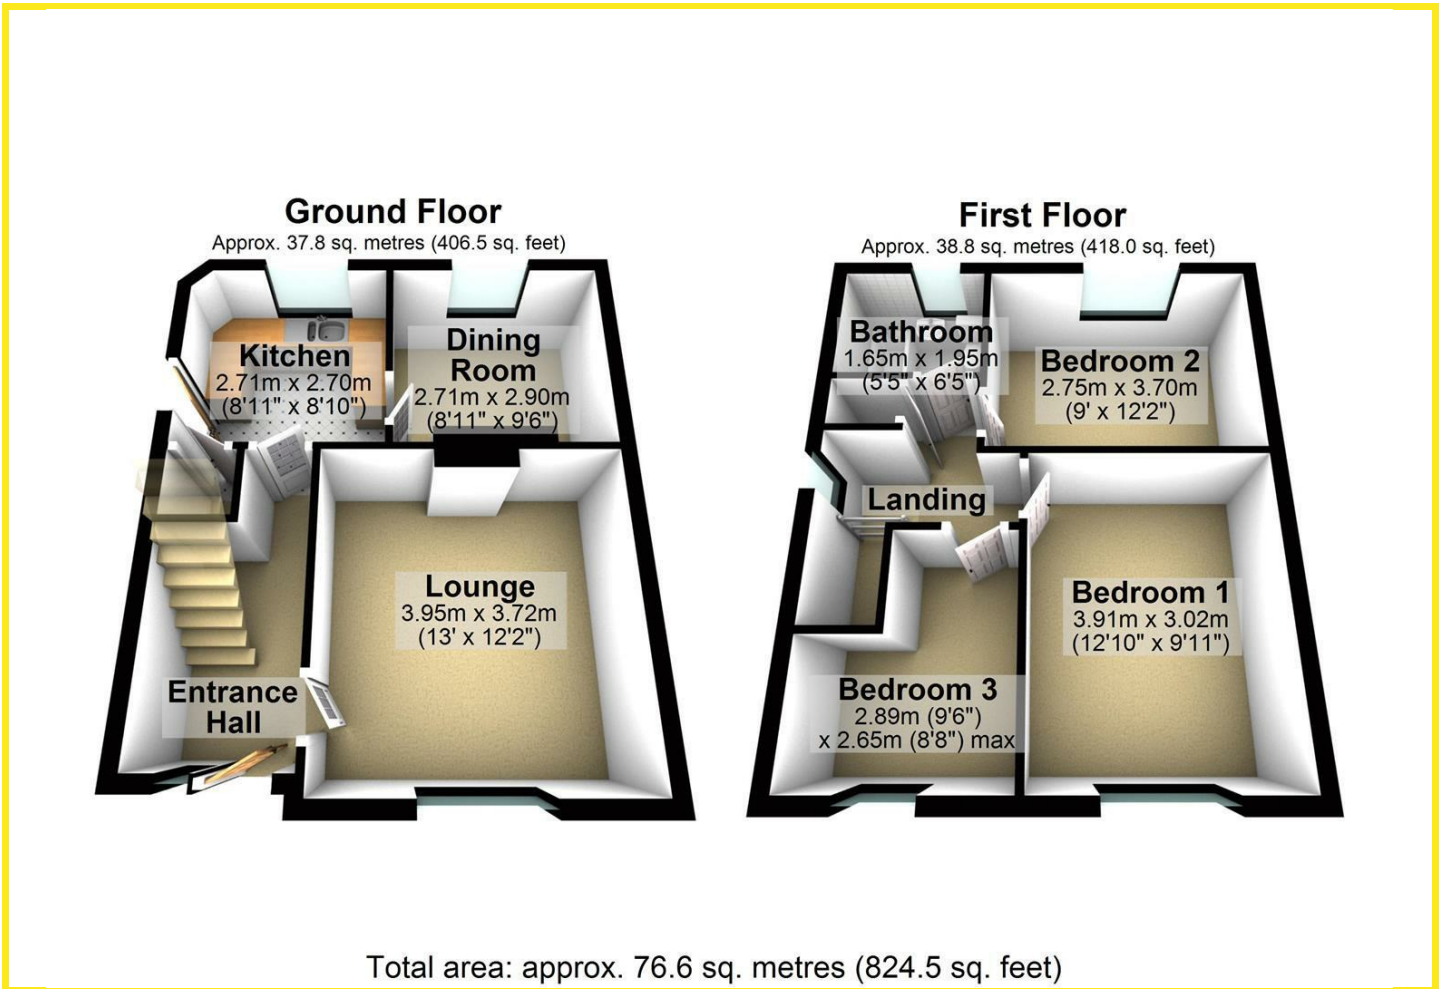 Ground Floor
Approx. 37.8 sq. metres (406.5 sq. feet)
Kitchen
2.71m x 2.70m
(8'11" x 8'10")
Dining
Room
2.71m x 2.90m
(8'11" x 9'6")
Lounge
3.95m x 3.72m
(13' x 12'2")
Entrance
Hall
First Floor
Approx. 38.8 sq. metres (418.0 sq. feet)
Bathroom
1.65m x 1.95m
(5'5" x 6'5")
Bedroom 2
2.75m x 3.70m
(9' x 12'2")
Landing
Bedroom 1
3.91m x 3.02m
(12'10" x 9'11")
Bedroom 3
2.89m (9'6")
x 2.65m (8'8") max
Total area: approx. 76.6 sq. metres (824.5 sq. feet)